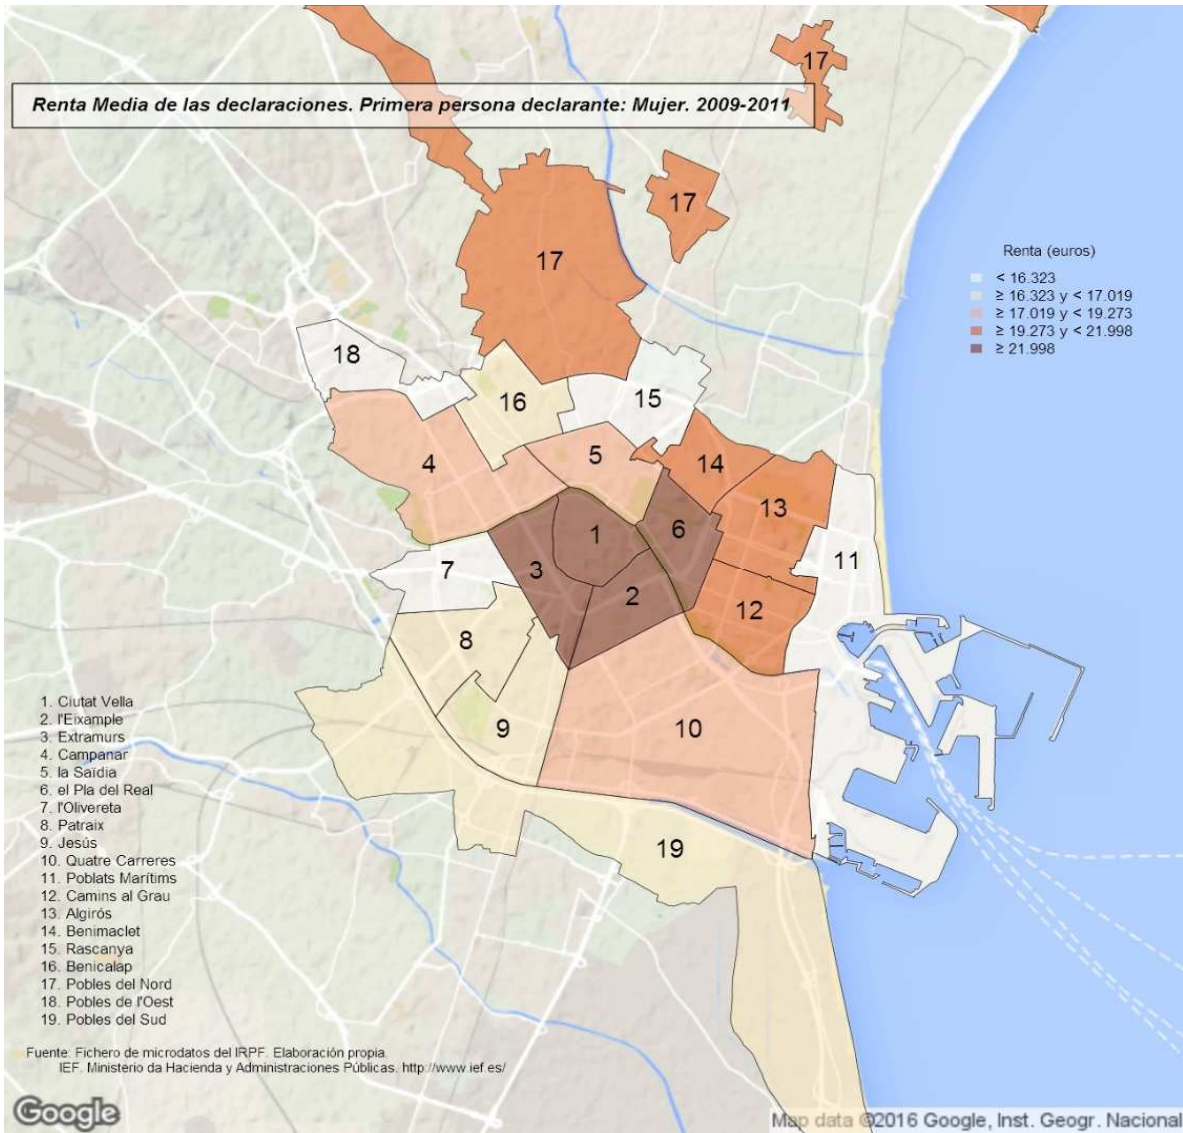 17
Renta Media de las declaraciones. Primera persona declarante: Mujer. 2009-2011
17
17
Renta (euros)
< 16.323
≥ 16.323 y < 17.019
≥ 17.019 y < 19.273
≥ 19.273 y < 21.998
≥ 21.998
18
16
15
4
5
14
13
1
6
3
7
11
2
12
8
9
10
19
1. Ciutat Vella
2. l'Eixample
3. Extramurs
4. Campanar
5. la Saïdia
6. el Pla del Real
7. l'Olivereta
8. Patraix
9. Jesús
10. Quatre Carreres
11. Poblats Marítims
12. Camins al Grau
13. Algirós
14. Benimaclet
15. Rascanya
16. Benicalap
17. Pobles del Nord
18. Pobles de l'Oest
19. Pobles del Sud
Fuente: Fichero de microdatos del IRPF. Elaboración propia.
IEF. Ministerio da Hacienda y Administraciones Públicas. http://www.ief.es/
Google
Map data ©2016 Google, Inst. Geogr. Nacional